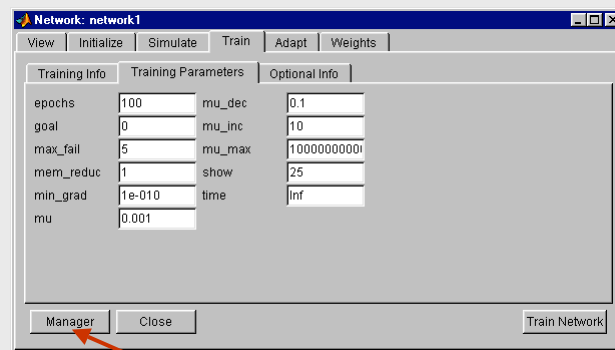 Network: network1
View Initialize Simulate Train Adapt Weights
Training Info Training Parameters Optional Info
epochs 100 mu_dec 0.1
goal 0 mu_inc 10
max_fail 5 mu_max 1000000000
mem_reduc 1 show 25
min_grad 1e-010 time Inf
mu 0.001
Manager Close Train Network